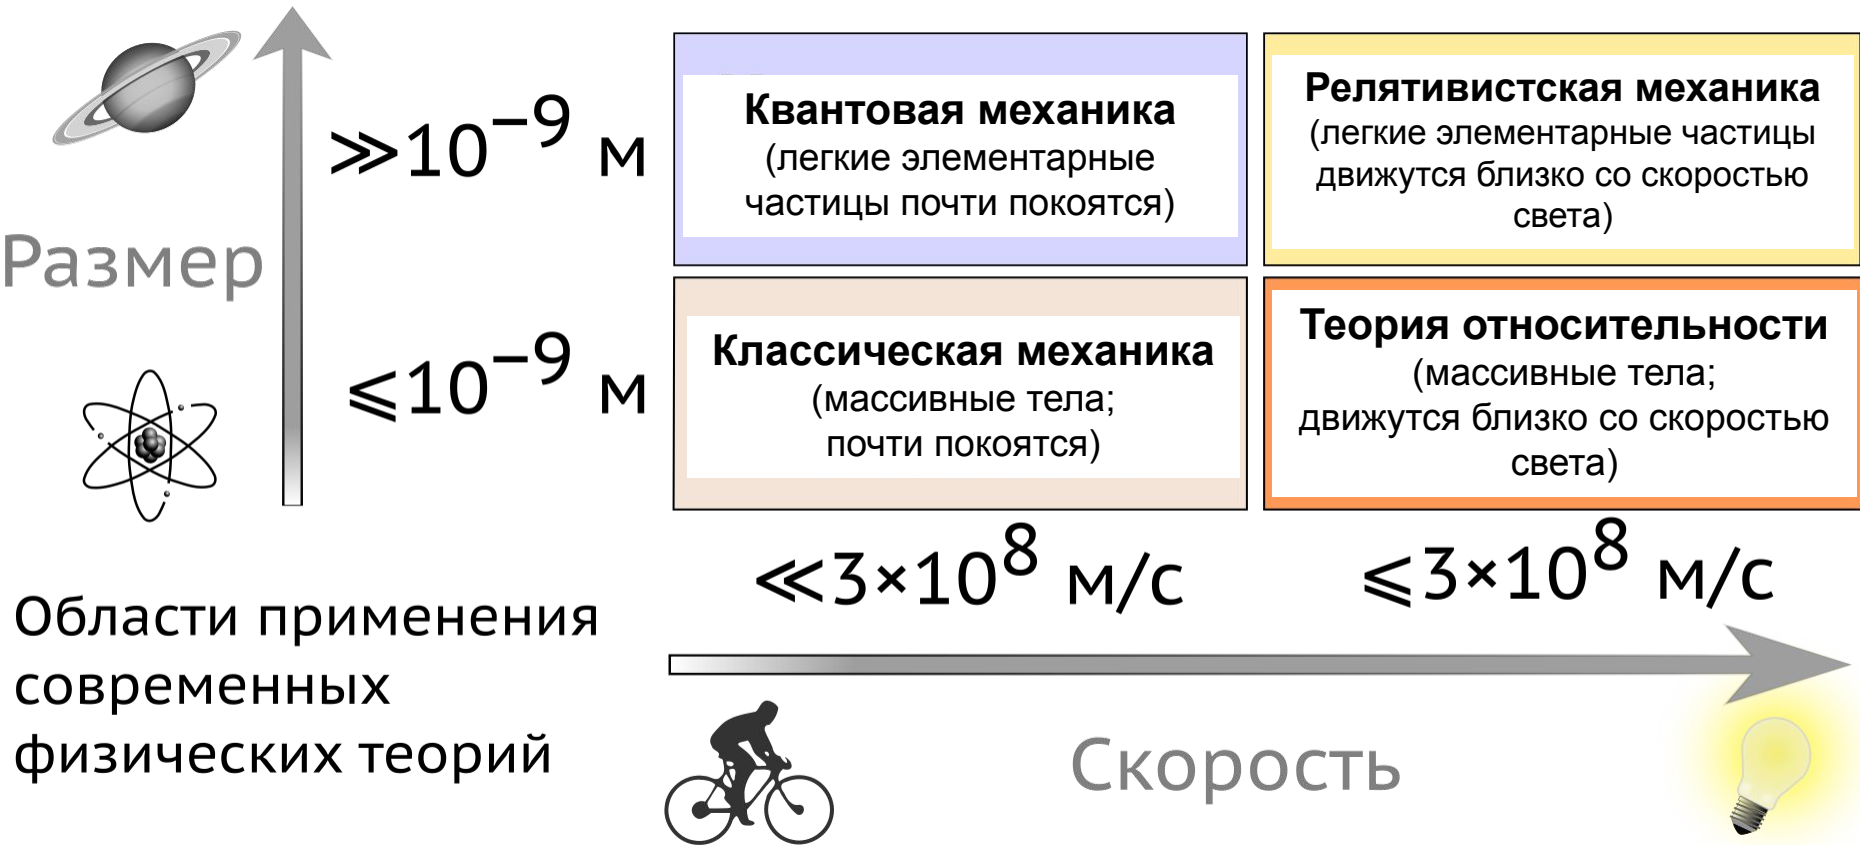 ≫10⁻⁹ м
Размер
≤10⁻⁹ м
Квантовая механика
(легкие элементарные
частицы почти покоятся)
Релятивистская механика
(легкие элементарные частицы
движутся близко со скоростью
света)
Классическая механика
(массивные тела;
почти покоятся)
Теория относительности
(массивные тела;
движутся близко со скоростью
света)
≪3×10⁸ м/с
⩽3×10⁸ м/с
Области применения
современных
физических теорий
Скорость